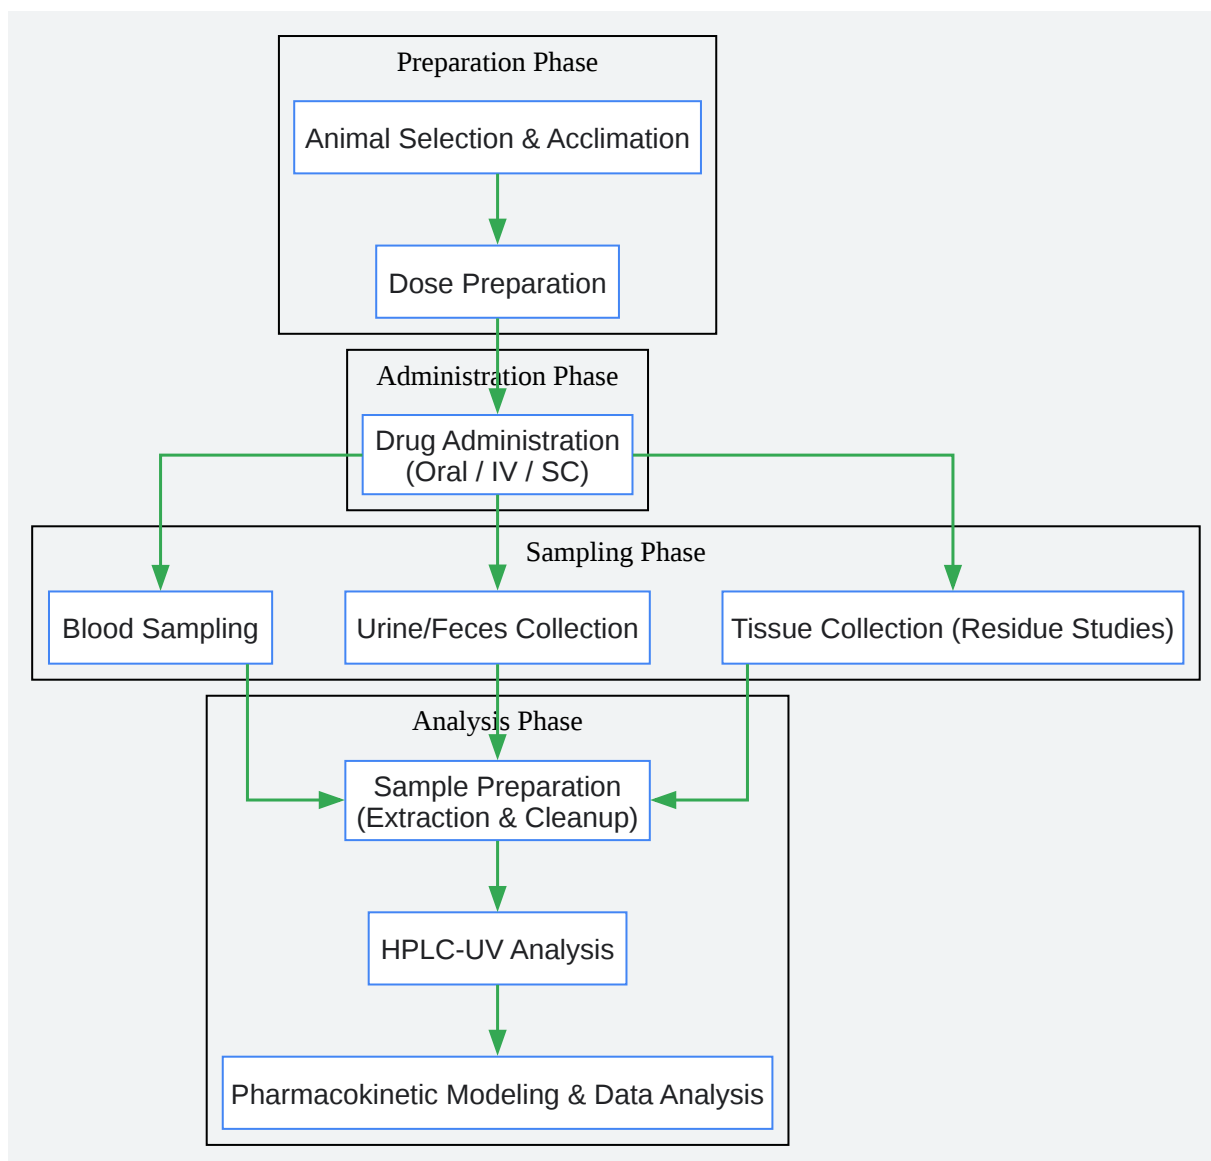 Preparation Phase
Animal Selection & Acclimation
Dose Preparation
Administration Phase
Drug Administration
(Oral / IV / SC)
Sampling Phase
Blood Sampling
Urine/Feces Collection
Tissue Collection (Residue Studies)
Analysis Phase
Sample Preparation
(Extraction & Cleanup)
HPLC-UV Analysis
Pharmacokinetic Modeling & Data Analysis